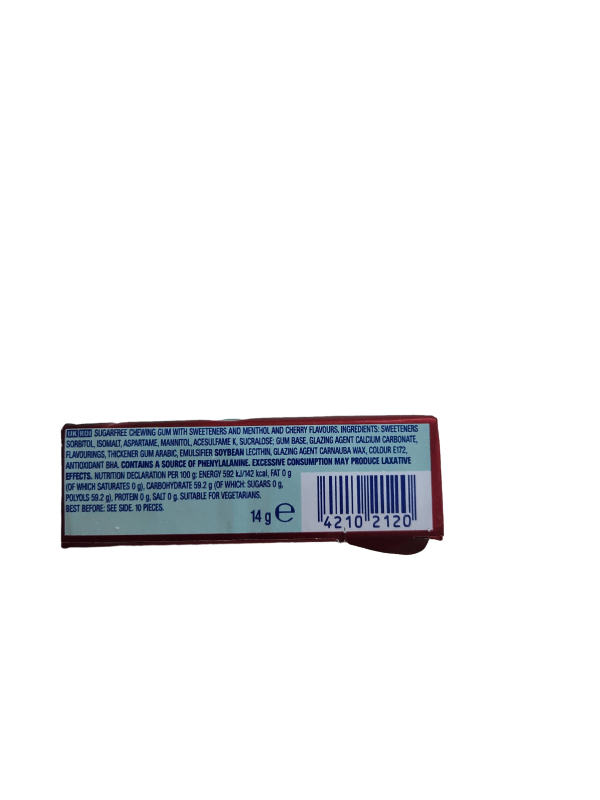 UK ROI SUGARFREE CHEWING GUM WITH SWEETENERS AND MENTHOL AND CHERRY FLAVOURS. INGREDIENTS: SWEETENERS
SORBITOL, ISOMALT, ASPARTAME, MANNITOL, ACESULFAME K, SUCRALOSE; GUM BASE, GLAZING AGENT CALCIUM CARBONATE,
FLAVOURINGS, THICKENER GUM ARABIC, EMULSIFIER SOYBEAN LECITHIN, GLAZING AGENT CARNAUBA WAX, COLOUR E172,
ANTIOXIDANT BHA. CONTAINS A SOURCE OF PHENYLALANINE. EXCESSIVE CONSUMPTION MAY PRODUCE LAXATIVE
EFFECTS. NUTRITION DECLARATION PER 100 g: ENERGY 592 kJ/142 kcal, FAT 0 g
(OF WHICH SATURATES 0 g), CARBOHYDRATE 59.2 g (OF WHICH: SUGARS 0 g,
POLYOLS 59.2 g), PROTEIN 0 g, SALT 0 g. SUITABLE FOR VEGETARIANS.
BEST BEFORE: SEE SIDE. 10 PIECES.
14 g e
4210 2120